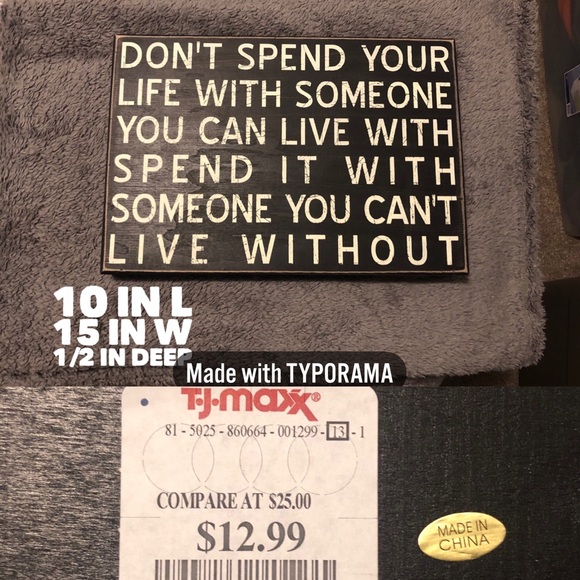 DON'T SPEND YOUR
LIFE WITH SOMEONE
YOU CAN LIVE WITH
SPEND IT WITH
SOMEONE YOU CAN'T
LIVE WITHOUT
10 IN L
15 IN W
1/2 IN DEEP
Made with TYPORAMA
T.J.maxx®
81 - 5025 - 860664 - 001299 - 13 - 1
COMPARE AT $25.00
$12.99
MADE IN
CHINA